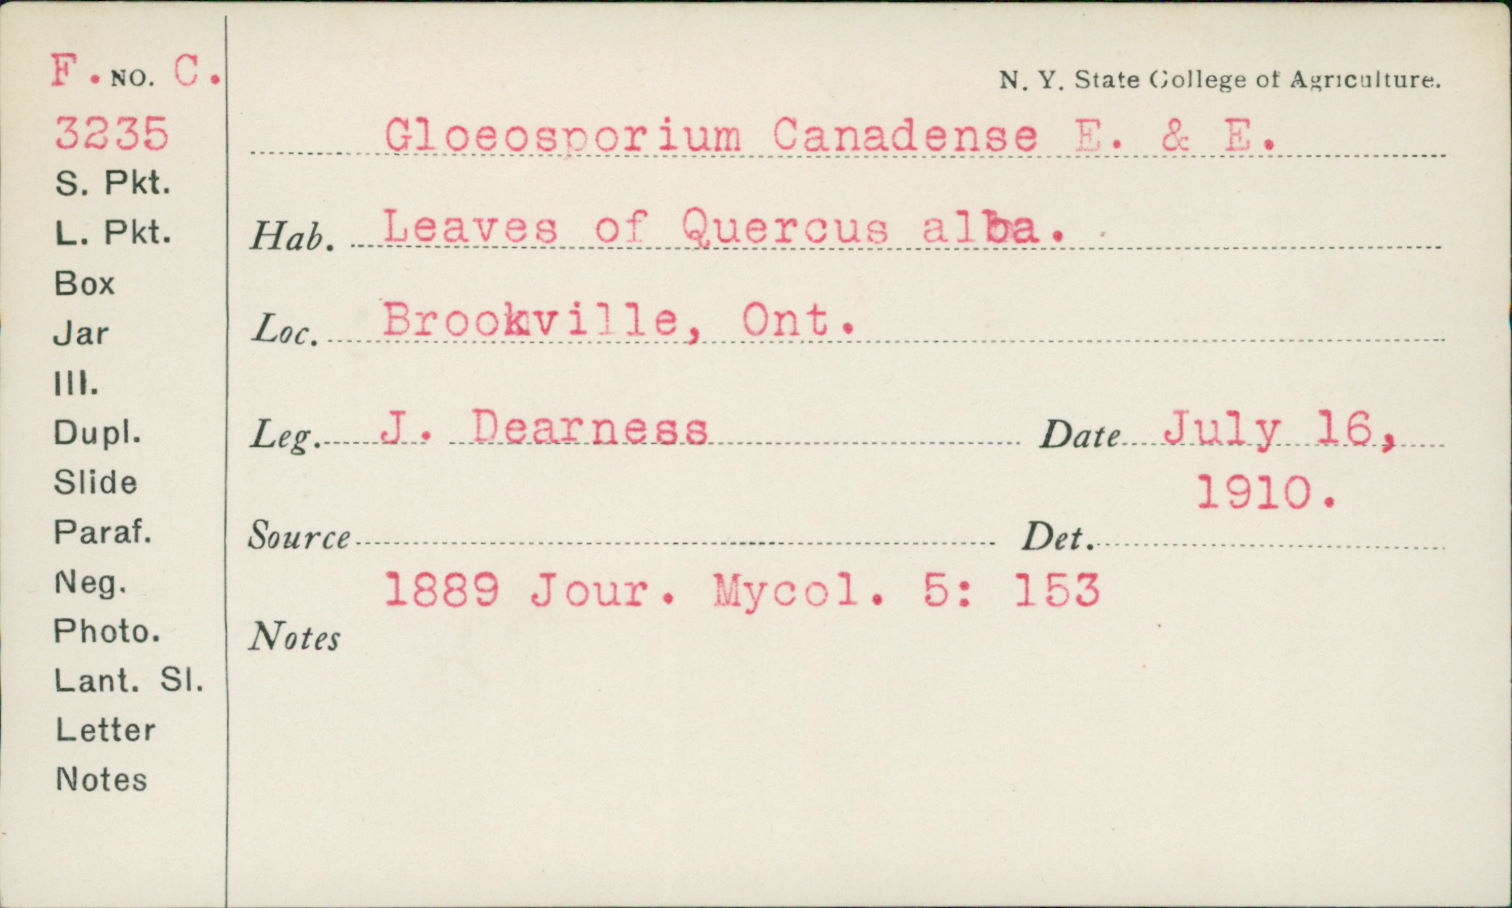 F. NO. C.
3235
S. Pkt.
L. Pkt.
Box
Jar
Ill.
Dupl.
Slide
Paraf.
Neg.
Photo.
Lant. Sl.
Letter
Notes
N. Y. State College of Agriculture.
Gloeosporium Canadense E. & E.
Hab. Leaves of Quercus alba.
Loc. Brookville, Ont.
Leg. J. Dearness Date July 16,
1910.
Source Det.
1889 Jour. Mycol. 5: 153
Notes